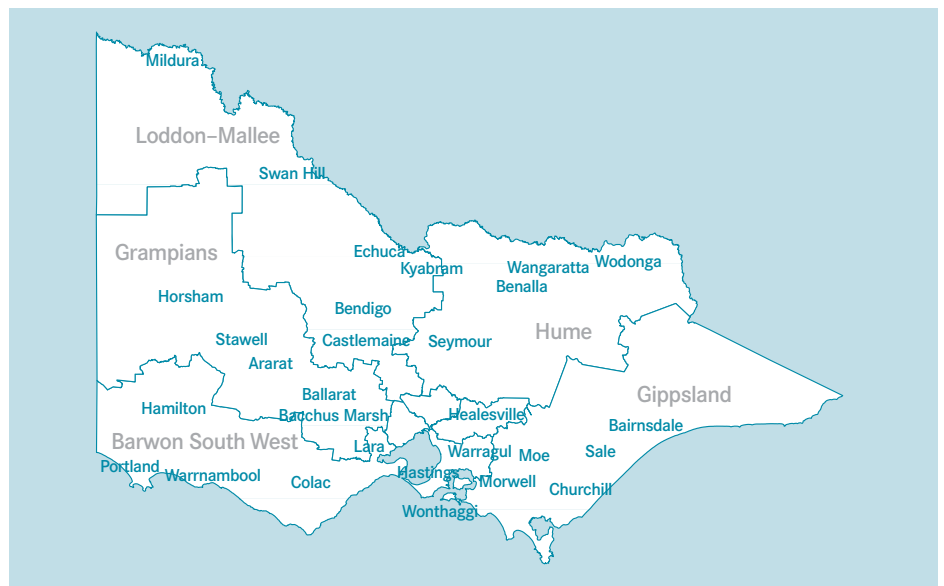 Mildura
Loddon–Mallee
Swan Hill
Grampians
Echuca
Kyabram
Wangaratta
Wodonga
Benalla
Horsham
Bendigo
Stawell
Castlemaine
Seymour
Hume
Ararat
Ballarat
Gippsland
Hamilton
Bacchus Marsh
Healesville
Bairnsdale
Barwon South West
Lara
Warragul
Moe
Sale
Portland
Warrnambool
Colac
Hastings
Morwell
Churchill
Wonthaggi